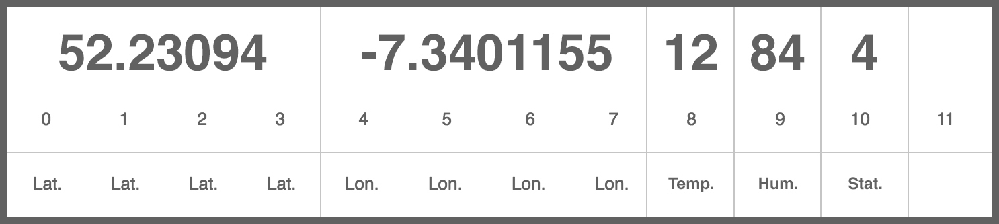 52.23094 -7.3401155 12 84 4
0 1 2 3 4 5 6 7 8 9 10 11
Lat. Lat. Lat. Lat. Lon. Lon. Lon. Lon. Temp. Hum. Stat.